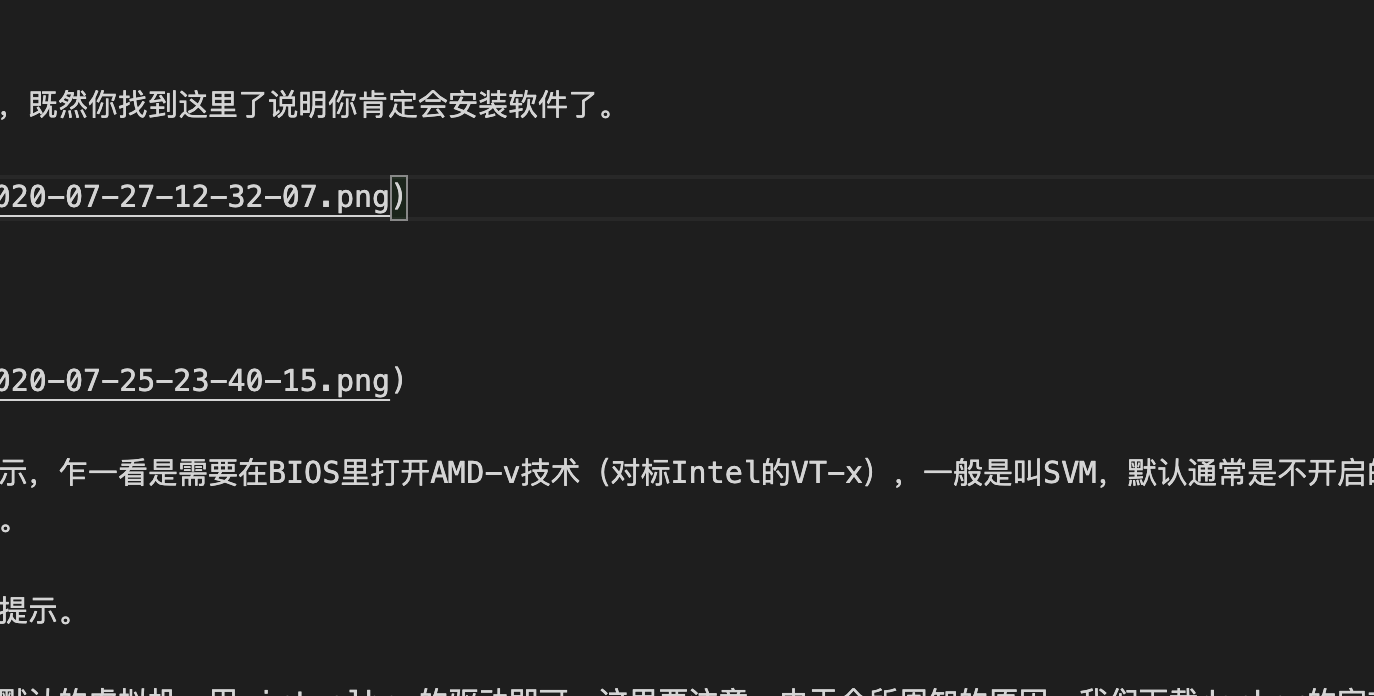 ，既然你找到这里了说明你肯定会安装软件了。
020-07-27-12-32-07.png)
020-07-25-23-40-15.png)
示，乍一看是需要在BIOS里打开AMD-v技术（对标Intel的VT-x），一般是叫SVM，默认通常是不开启的
。
提示。